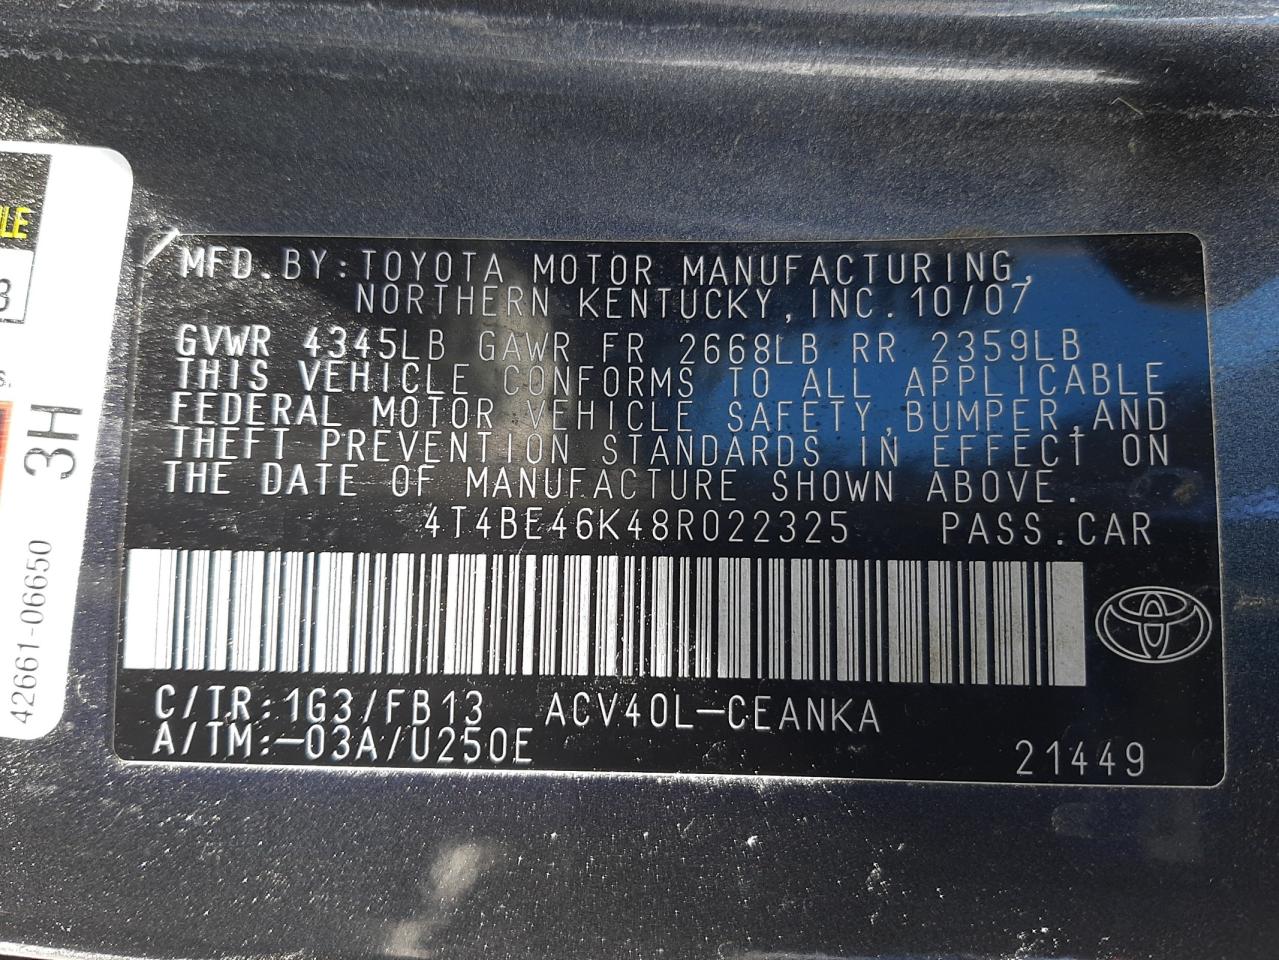 MFD.BY:TOYOTA MOTOR MANUFACTURING,
NORTHERN KENTUCKY,INC.10/07
GVWR 4345LB GAWR FR 2668LB RR 2359LB
THIS VEHICLE CONFORMS TO ALL APPLICABLE
FEDERAL MOTOR VEHICLE SAFETY,BUMPER,AND
THEFT PREVENTION STANDARDS IN EFFECT ON
THE DATE OF MANUFACTURE SHOWN ABOVE.
4T4BE46K48R022325 PASS.CAR
C/TR:1G3/FB13 ACV40L-CEANKA
A/TM:-03A/U250E
21449
3H
42661-06650